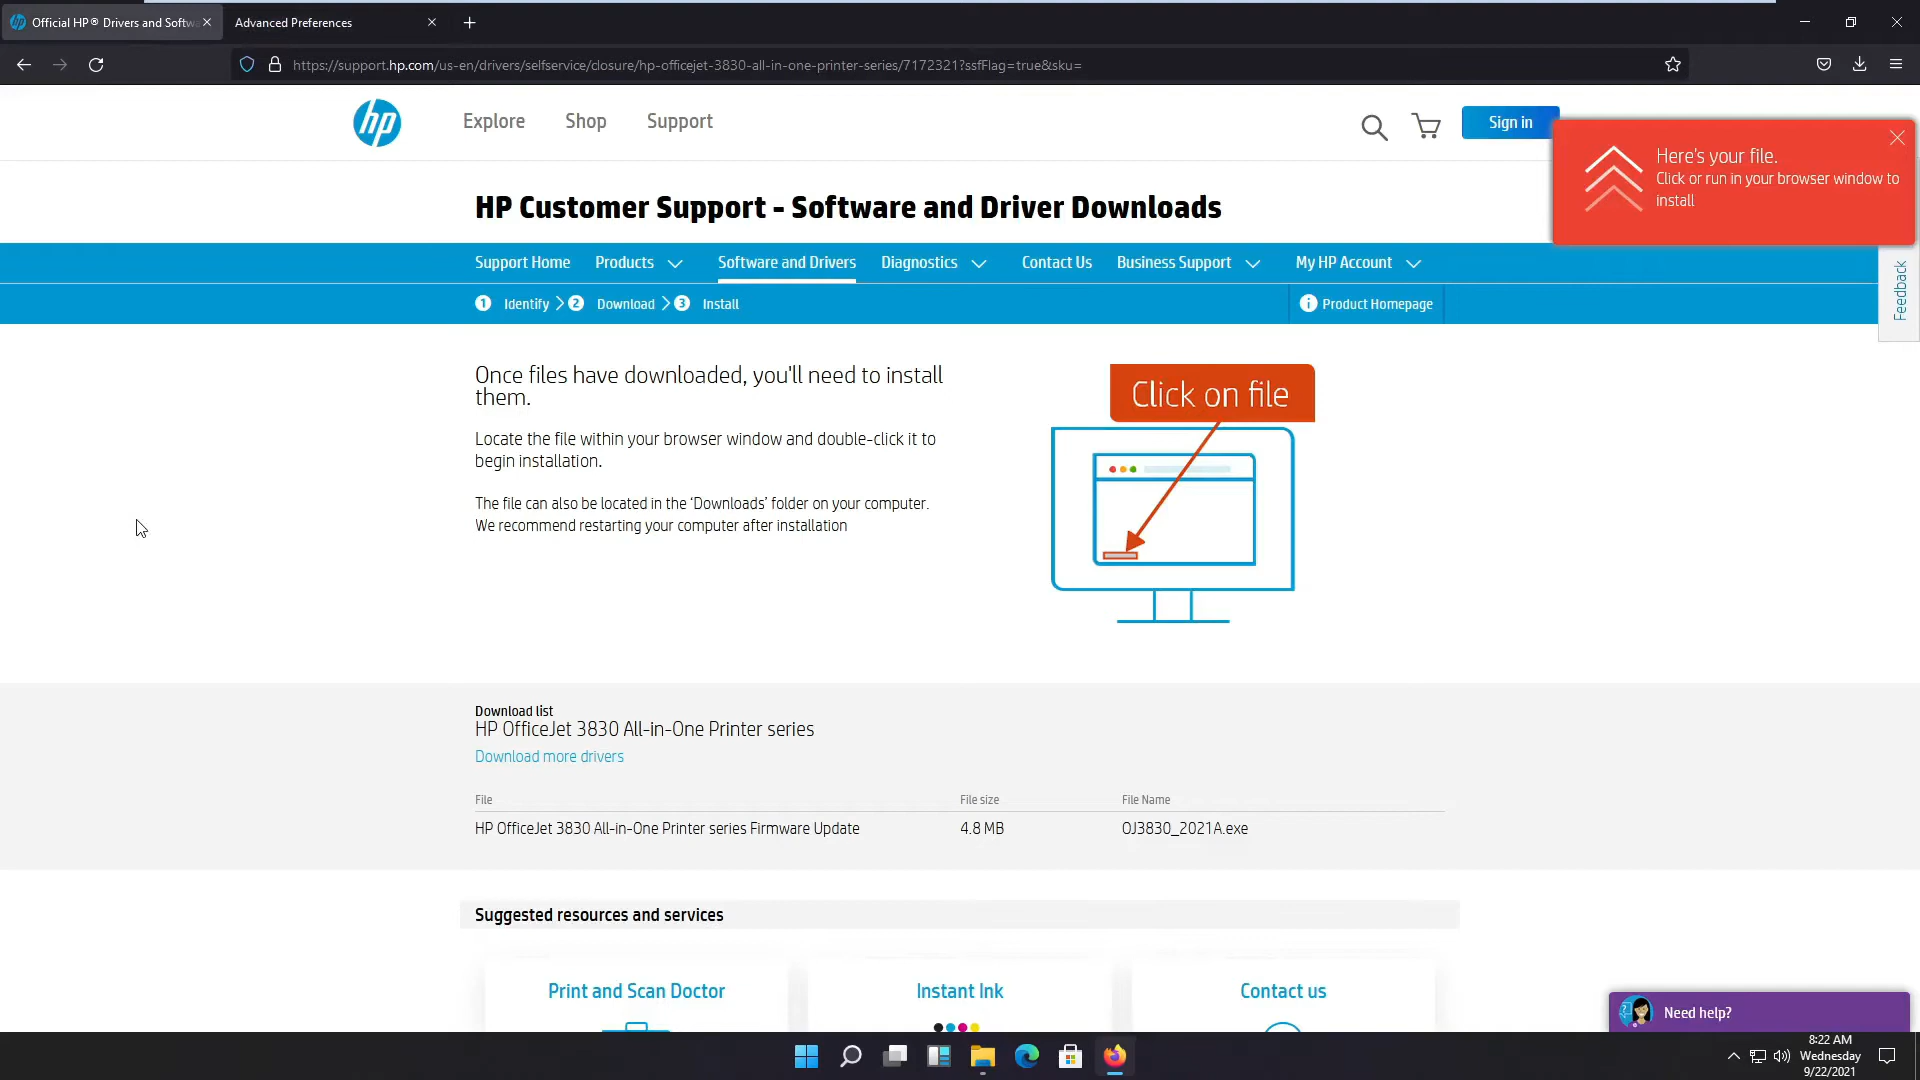 Official HP® Drivers and Softw
Advanced Preferences
https://support.hp.com/us-en/drivers/selfservice/closure/hp-officejet-3830-all-in-one-printer-series/7172321?ssfFlag=true&sku=
hp
Explore
Shop
Support
Sign in
Here's your file.
Click or run in your browser window to
install
HP Customer Support - Software and Driver Downloads
Support Home
Products
Software and Drivers
Diagnostics
Contact Us
Business Support
My HP Account
Feedback
1 Identify
2 Download
3 Install
Product Homepage
Once files have downloaded, you'll need to install
them.
Locate the file within your browser window and double-click it to
begin installation.
The file can also be located in the ‘Downloads’ folder on your computer.
We recommend restarting your computer after installation
Click on file
Download list
HP OfficeJet 3830 All-in-One Printer series
Download more drivers
File
File size
File Name
HP OfficeJet 3830 All-in-One Printer series Firmware Update
4.8 MB
OJ3830_2021A.exe
Suggested resources and services
Print and Scan Doctor
Instant Ink
Contact us
Need help?
8:22 AM
Wednesday
9/22/2021